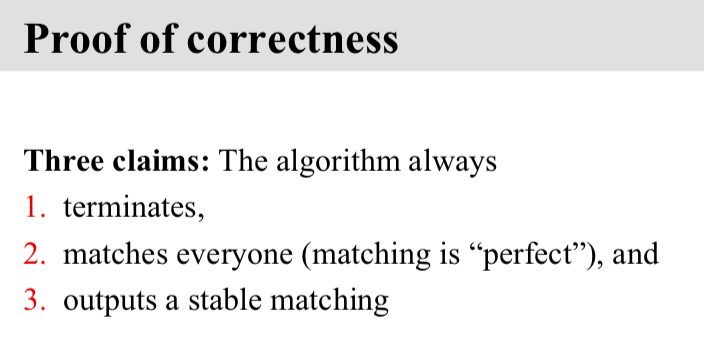 Proof of correctness
Three claims: The algorithm always
1. terminates,
2. matches everyone (matching is “perfect”), and
3. outputs a stable matching